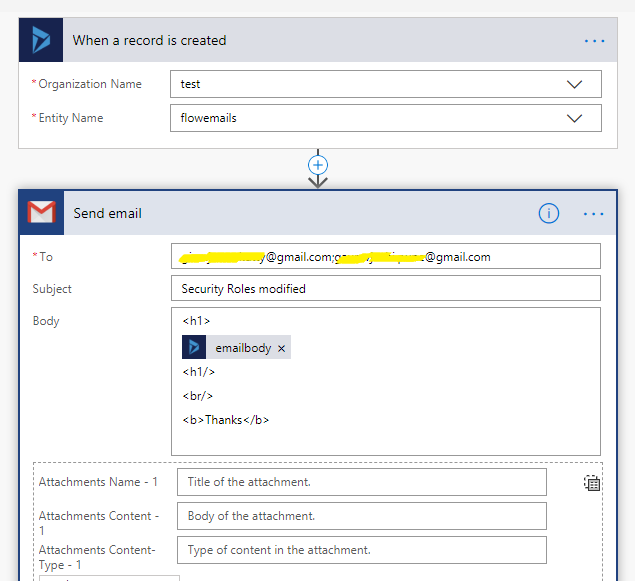 When a record is created
...
* Organization Name
test
* Entity Name
flowemails
Send email
...
* To
@gmail.com; @gmail.com
Subject
Security Roles modified
Body
<h1>
emailbody ×
<h1/>
<br/>
<b>Thanks</b>
Attachments Name - 1
Title of the attachment.
Attachments Content -
1
Body of the attachment.
Attachments Content-
Type - 1
Type of content in the attachment.